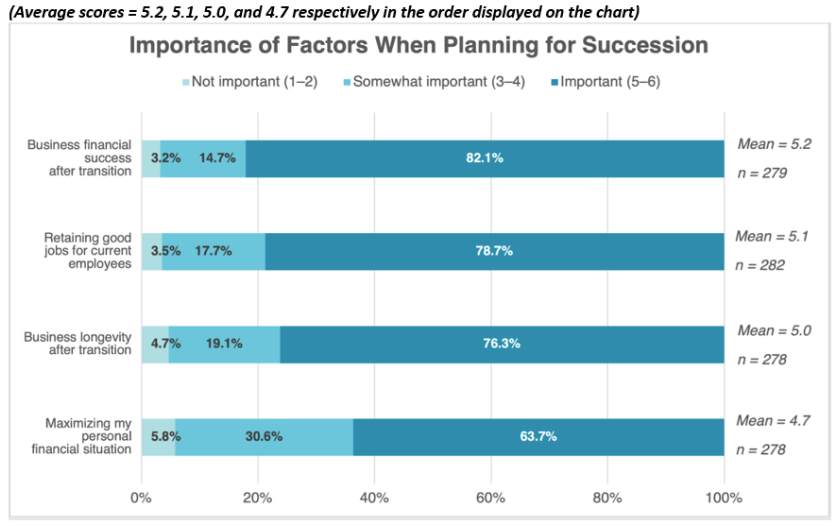 (Average scores = 5.2, 5.1, 5.0, and 4.7 respectively in the order displayed on the chart)
Importance of Factors When Planning for Succession
Not important (1–2) Somewhat important (3–4) Important (5–6)
Business financial
success
after transition
3.2% 14.7% 82.1%
Mean = 5.2
n = 279
Retaining good
jobs for current
employees
3.5% 17.7% 78.7%
Mean = 5.1
n = 282
Business longevity
after transition
4.7% 19.1% 76.3%
Mean = 5.0
n = 278
Maximizing my
personal
financial situation
5.8% 30.6% 63.7%
Mean = 4.7
n = 278
0% 20% 40% 60% 80% 100%